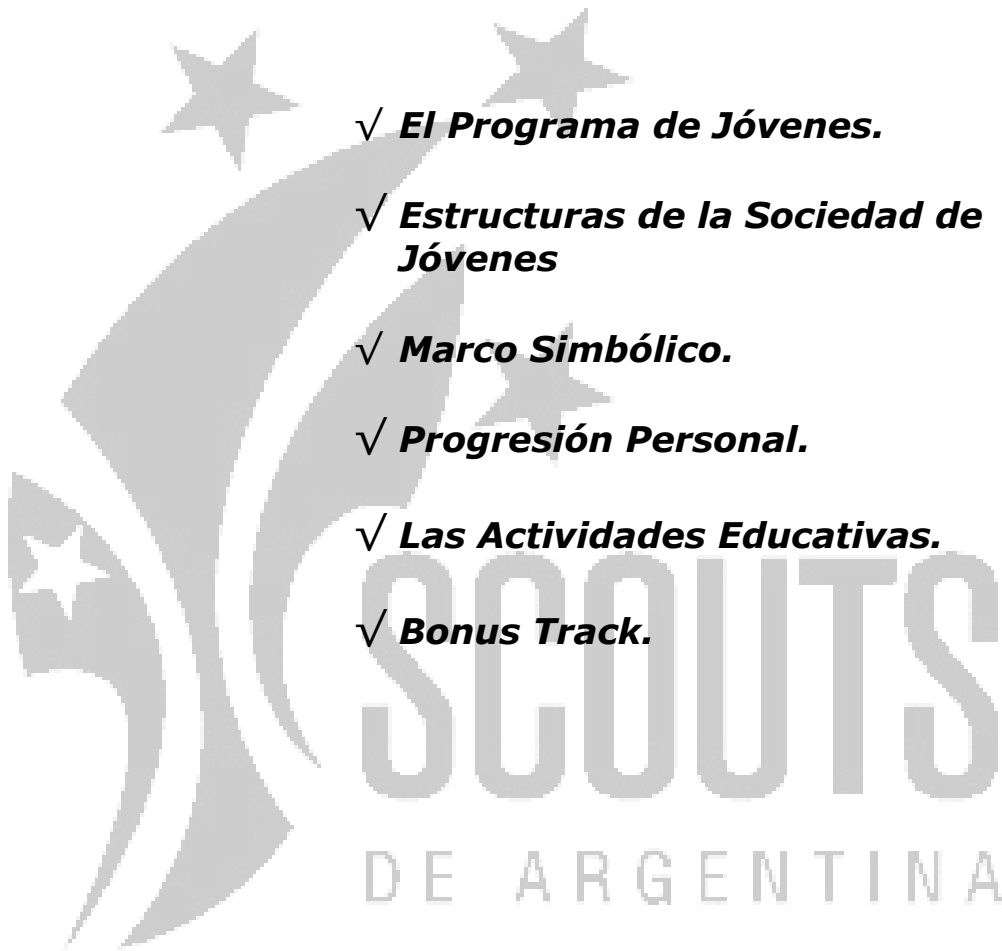 √ El Programa de Jóvenes.
√ Estructuras de la Sociedad de
Jóvenes
√ Marco Simbólico.
√ Progresión Personal.
√ Las Actividades Educativas.
√ Bonus Track.
SCOUTS
DE ARGENTINA